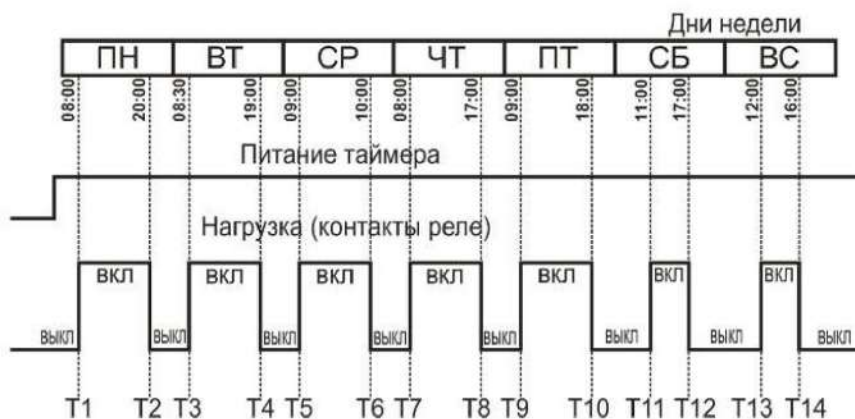 Дни недели
ПН ВТ СР ЧТ ПТ СБ ВС
08:00 20:00 08:30 19:00 09:00 10:00 08:00 17:00 09:00 18:00 11:00 17:00 12:00 16:00
Питание таймера
Нагрузка (контакты реле)
ВКЛ ВКЛ ВКЛ ВКЛ ВКЛ ВКЛ ВКЛ
ВЫКЛ ВЫКЛ ВЫКЛ ВЫКЛ ВЫКЛ ВЫКЛ ВЫКЛ ВЫКЛ
T1 T2 T3 T4 T5 T6 T7 T8 T9 T10 T11 T12 T13 T14